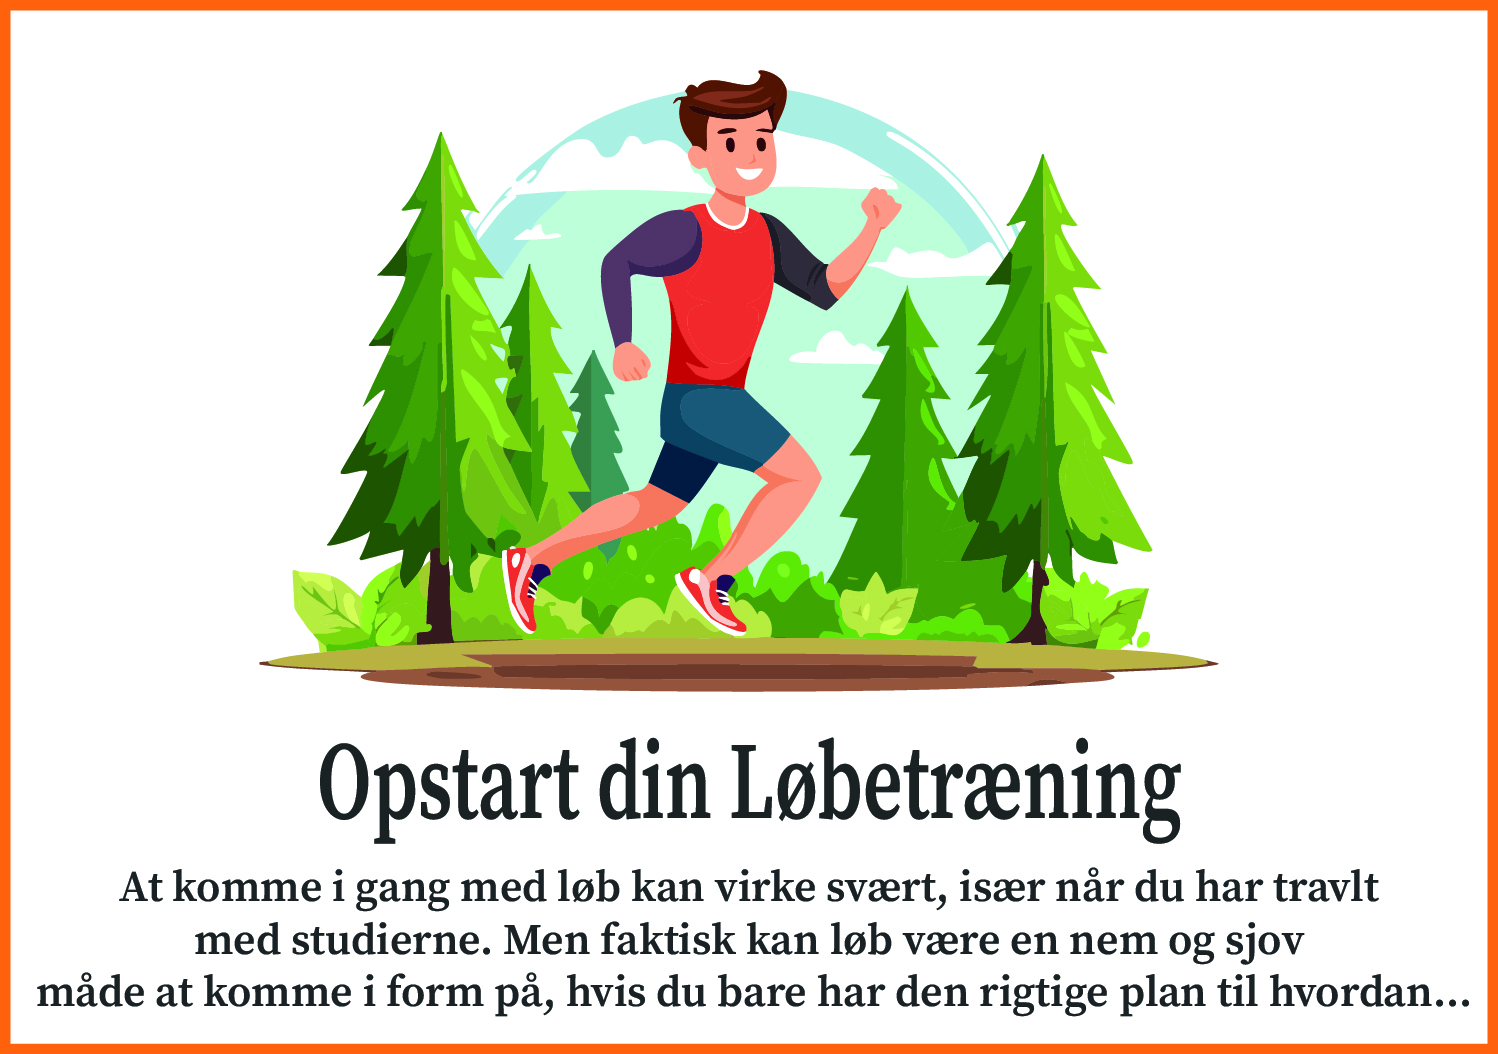 Opstart din Løbetræning
At komme i gang med løb kan virke svært, især når du har travlt
med studierne. Men faktisk kan løb være en nem og sjov
måde at komme i form på, hvis du bare har den rigtige plan til hvordan...